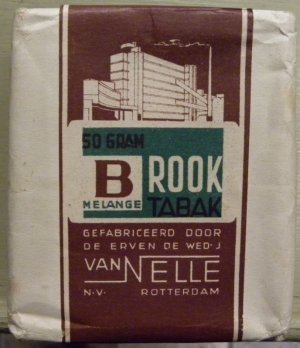 50 GRAM
B ROOK
MELANGE TABAK
GEFABRICEERD DOOR
DE ERVEN DE WED·J
VAN NELLE
N·V· ROTTERDAM